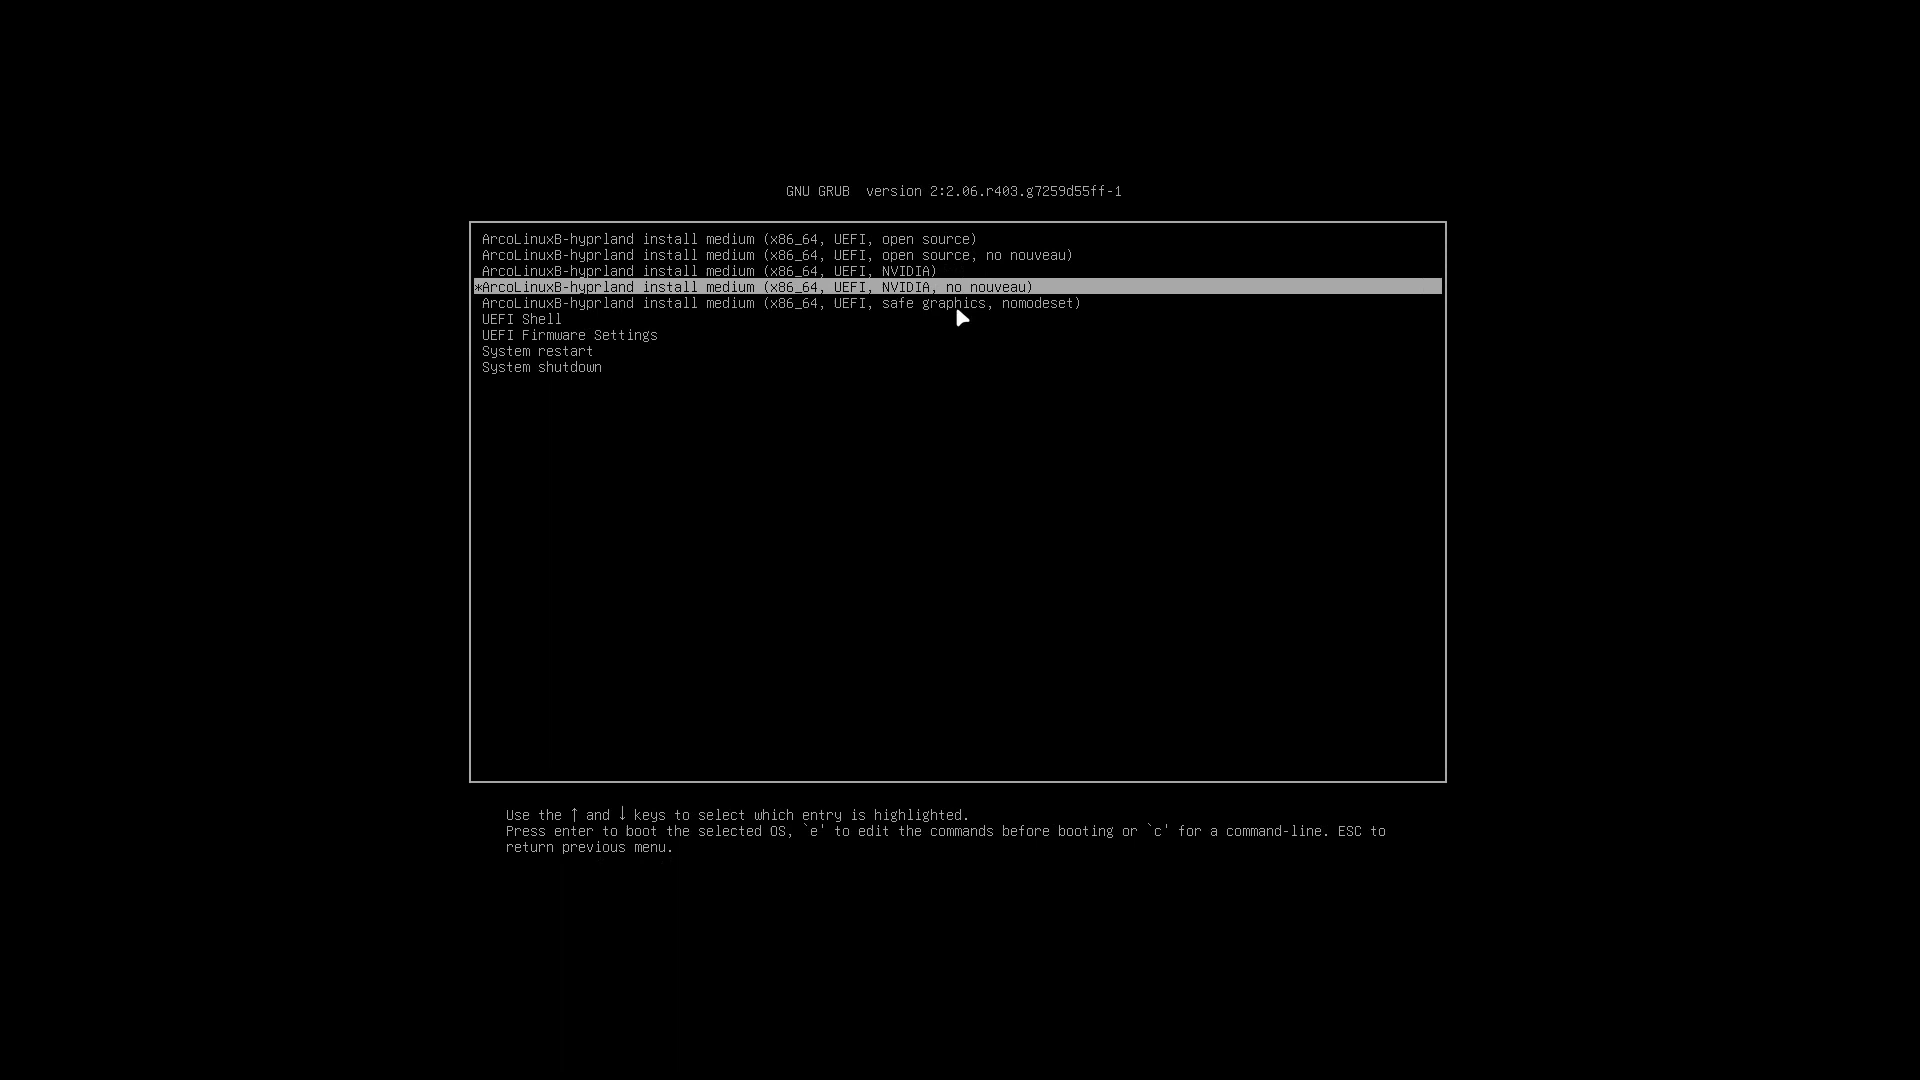 GNU GRUB  version 2:2.06.r403.g7259d55ff-1
ArcoLinuxB-hyprland install medium (x86_64, UEFI, open source)
ArcoLinuxB-hyprland install medium (x86_64, UEFI, open source, no nouveau)
ArcoLinuxB-hyprland install medium (x86_64, UEFI, NVIDIA)
*ArcoLinuxB-hyprland install medium (x86_64, UEFI, NVIDIA, no nouveau)
ArcoLinuxB-hyprland install medium (x86_64, UEFI, safe graphics, nomodeset)
UEFI Shell
UEFI Firmware Settings
System restart
System shutdown
Use the ↑ and ↓ keys to select which entry is highlighted.
Press enter to boot the selected OS, `e' to edit the commands before booting or `c' for a command-line. ESC to
return previous menu.